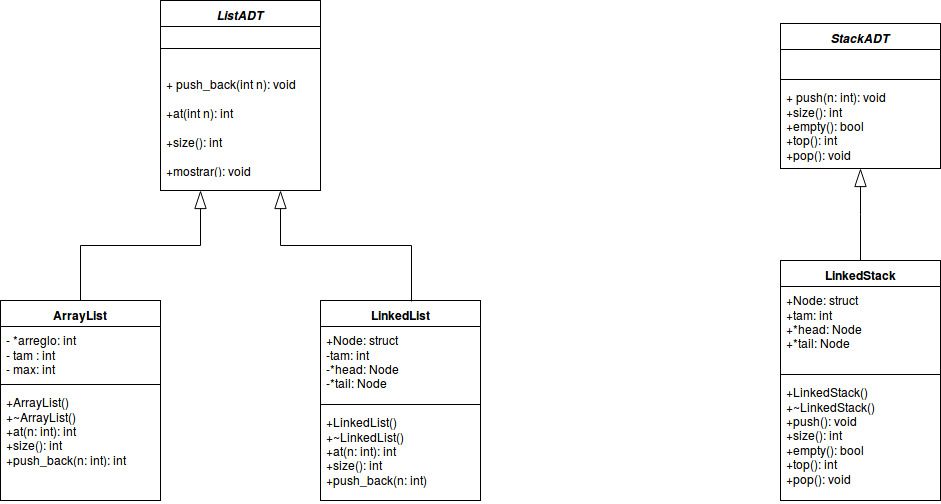 ListADT
+ push_back(int n): void
+at(int n): int
+size(): int
+mostrar(): void
StackADT
+ push(n: int): void
+size(): int
+empty(): bool
+top(): int
+pop(): void
ArrayList
- *arreglo: int
- tam : int
- max: int
+ArrayList()
+~ArrayList()
+at(n: int): int
+size(): int
+push_back(n: int): int
LinkedList
+Node: struct
-tam: int
-*head: Node
-*tail: Node
+LinkedList()
+~LinkedList()
+at(n: int): int
+size(): int
+push_back(n: int)
LinkedStack
+Node: struct
+tam: int
+*head: Node
+*tail: Node
+LinkedStack()
+~LinkedStack()
+push(): void
+size(): int
+empty(): bool
+top(): int
+pop(): void